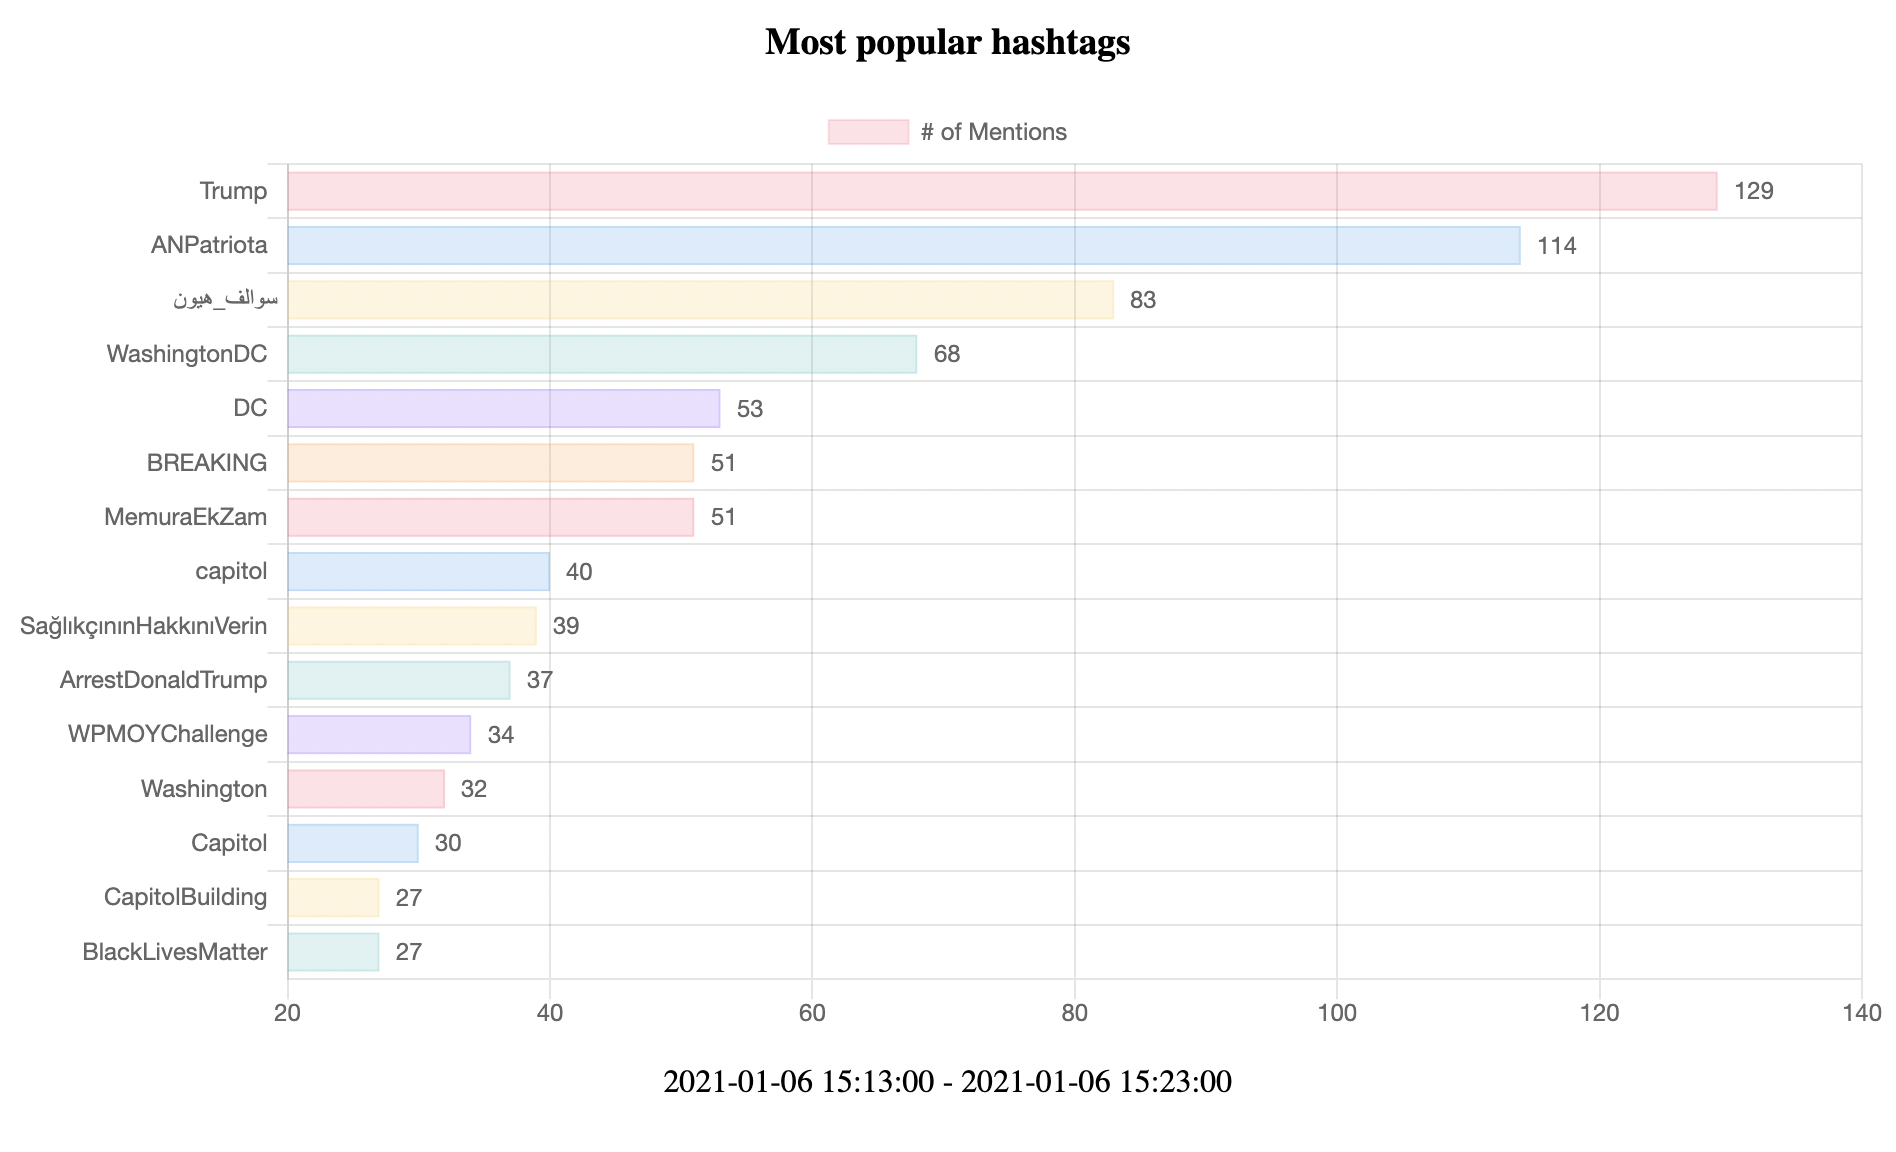 Most popular hashtags
# of Mentions
Trump 129
ANPatriota 114
سوالف_هيون 83
WashingtonDC 68
DC 53
BREAKING 51
MemuraEkZam 51
capitol 40
SağlıkçınınHakkınıVerin 39
ArrestDonaldTrump 37
WPMOYChallenge 34
Washington 32
Capitol 30
CapitolBuilding 27
BlackLivesMatter 27
20 40 60 80 100 120 140
2021-01-06 15:13:00 - 2021-01-06 15:23:00